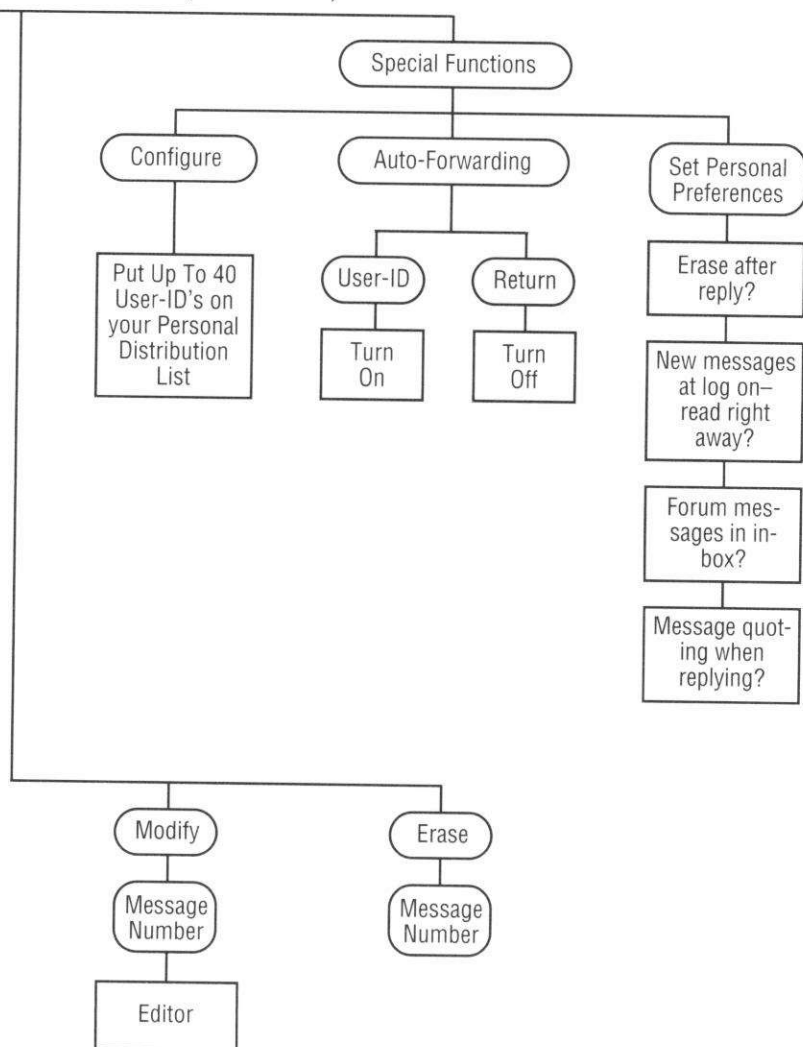 Special Functions
Configure
Auto-Forwarding
Set Personal
Preferences
Put Up To 40
User-ID's on
your Personal
Distribution
List
User-ID
Return
Turn
On
Turn
Off
Erase after
reply?
New messages
at log on–
read right
away?
Forum mes-
sages in in-
box?
Message quot-
ing when
replying?
Modify
Erase
Message
Number
Message
Number
Editor